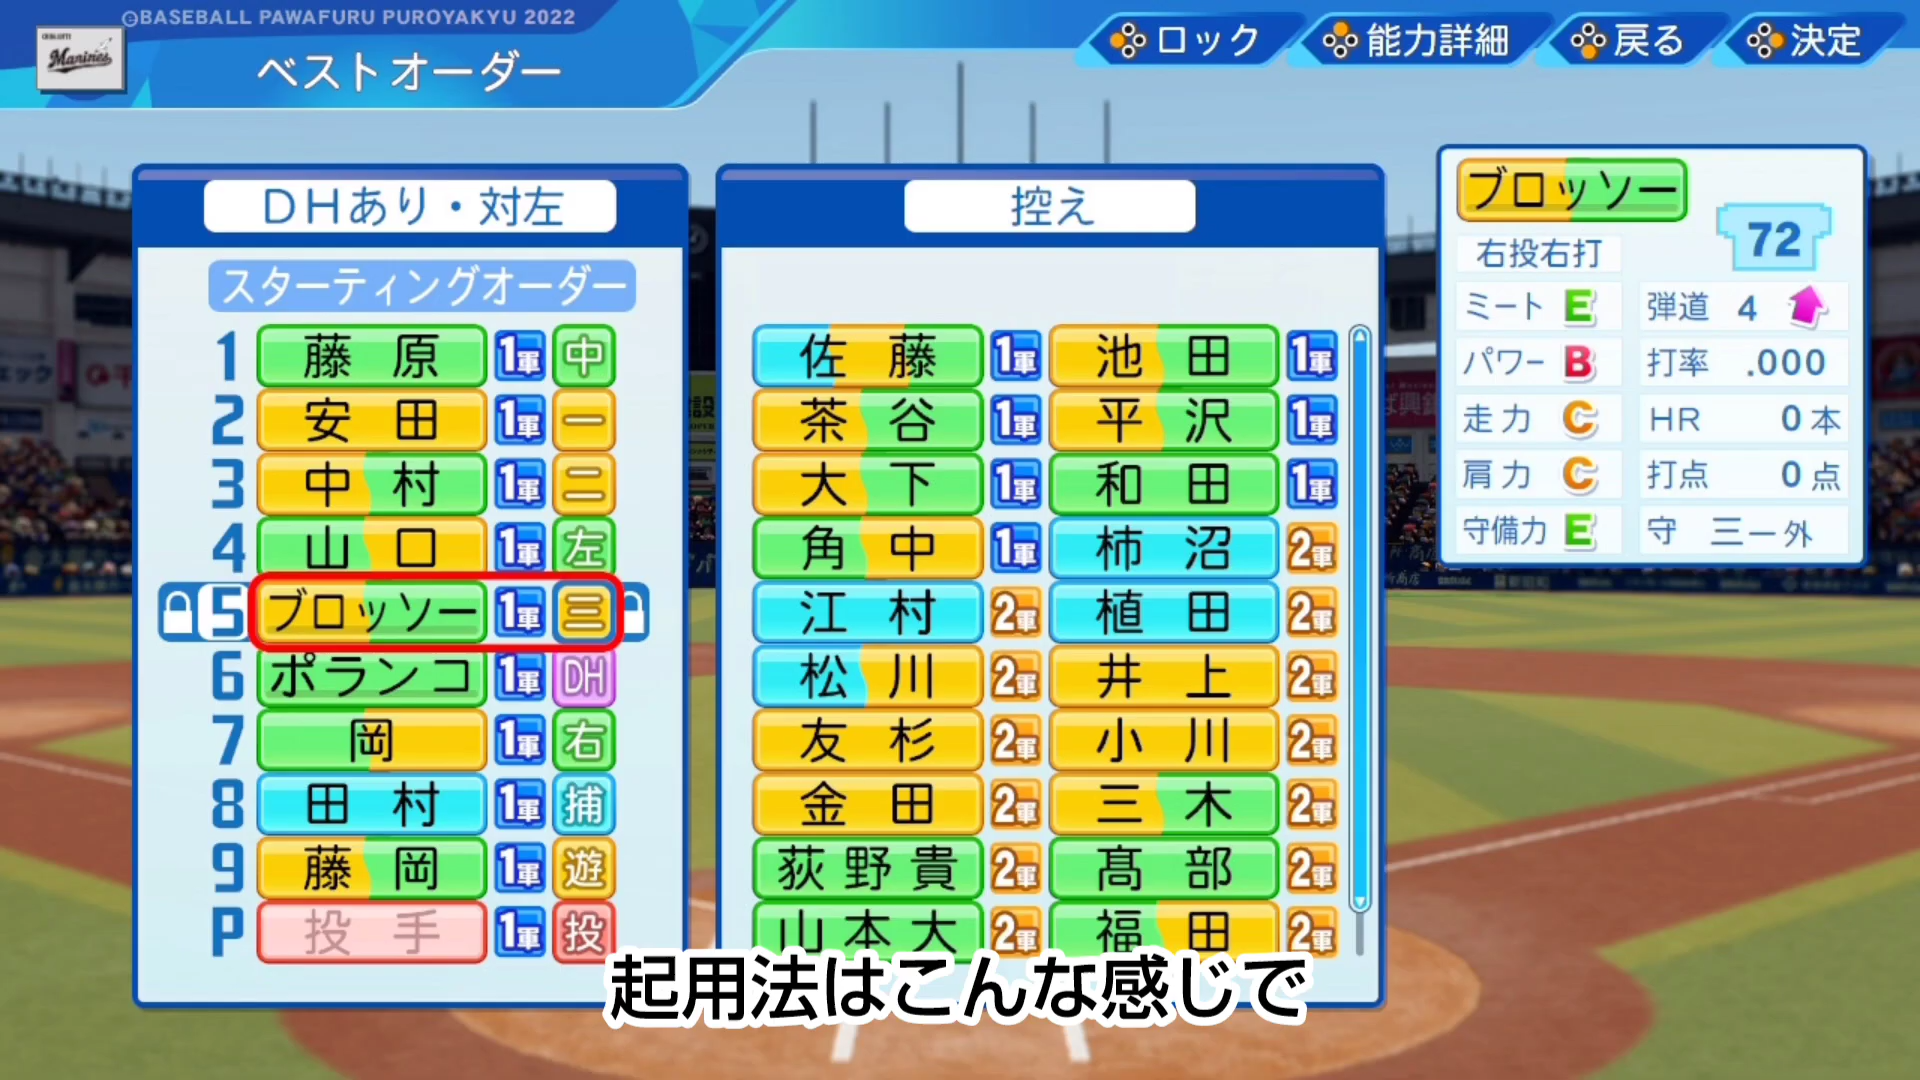 ©BASEBALL PAWAFURU PUROYAKYU 2022
Marines
ベストオーダー
ロック
能力詳細
戻る
決定
DHあり・対左
スターティングオーダー
1 藤原 1軍 中
2 安田 1軍 一
3 中村 1軍 二
4 山口 1軍 左
5 ブロッソー 1軍 三
6 ポランコ 1軍 DH
7 岡 1軍 右
8 田村 1軍 捕
9 藤岡 1軍 遊
P 投手 1軍 投
控え
佐藤 1軍 池田 1軍
茶谷 1軍 平沢 1軍
大下 1軍 和田 1軍
角中 1軍 柿沼 2軍
江村 2軍 植田 2軍
松川 2軍 井上 2軍
友杉 2軍 小川 2軍
金田 2軍 三木 2軍
荻野貴 2軍 髙部 2軍
山本大 2軍 福田 2軍
ブロッソー
右投右打
72
ミート E 弾道 4
パワー B 打率 .000
走力 C HR 0本
肩力 C 打点 0点
守備力 E 守 三一外
起用法はこんな感じで